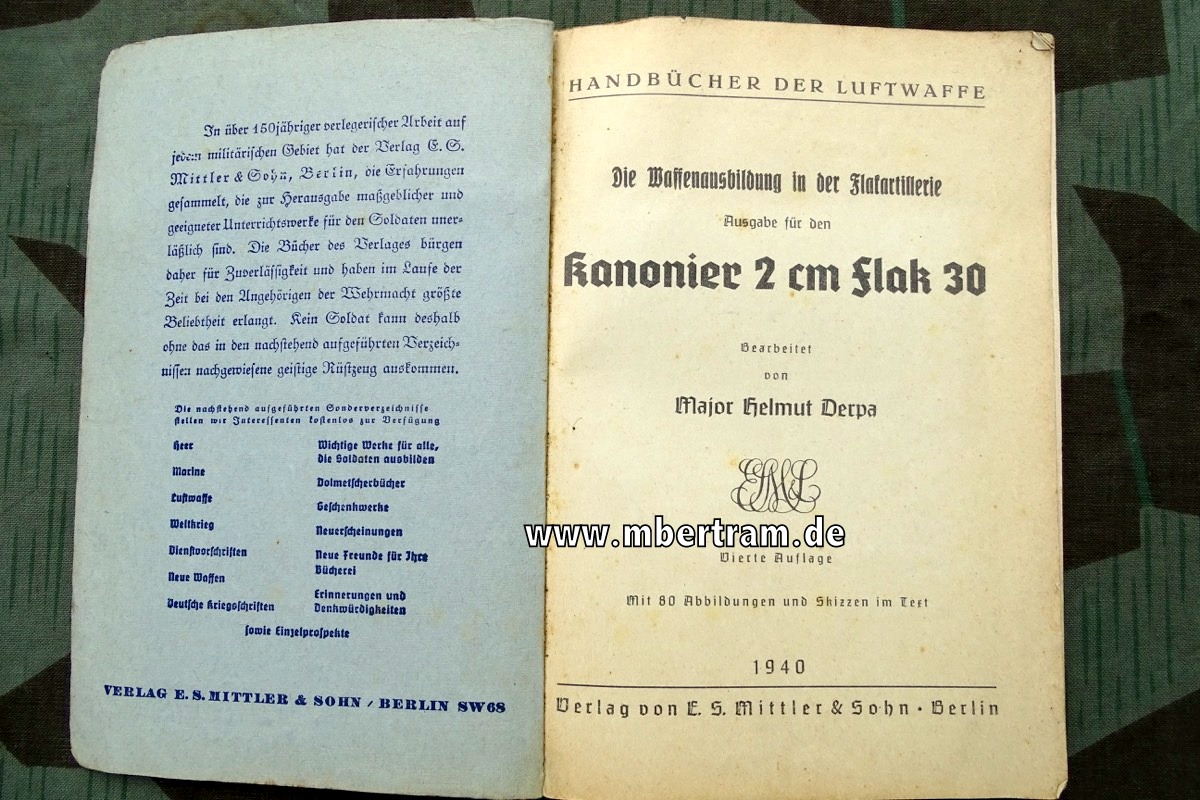 In über 150jähriger verlegerischer Arbeit auf
jedem militärischen Gebiet hat der Verlag E. S.
Mittler & Sohn, Berlin, die Erfahrungen
gesammelt, die zur Herausgabe maßgeblicher und
geeigneter Unterrichtswerke für den Soldaten uner-
läßlich sind. Die Bücher des Verlages bürgen
daher für Zuverlässigkeit und haben im Laufe der
Zeit bei den Angehörigen der Wehrmacht größte
Beliebtheit erlangt. Kein Soldat kann deshalb
ohne das in den nachstehend aufgeführten Verzeich-
nissen nachgewiesene geistige Rüstzeug auskommen.
Die nachstehend aufgeführten Sonderverzeichnisse
stellen wir Interessenten kostenlos zur Verfügung
Heer
Marine
Luftwaffe
Weltkrieg
Dienstvorschriften
Neue Waffen
Deutsche Kriegsschriften
Wichtige Werke für alle,
die Soldaten ausbilden
Dolmetscherbücher
Geschenkwerke
Neuerscheinungen
Neue Freunde für Ihre
Bücherei
Erinnerungen und
Denkwürdigkeiten
sowie Einzelprospekte
VERLAG E. S. MITTLER & SOHN / BERLIN SW68
HANDBÜCHER DER LUFTWAFFE
Die Waffenausbildung in der Flakartillerie
Ausgabe für den
Kanonier 2 cm Flak 30
Bearbeitet
von
Major Helmut Derpa
EMS
www.mbertram.de
Vierte Auflage
Mit 80 Abbildungen und Skizzen im Text
1940
Verlag von E. S. Mittler & Sohn · Berlin